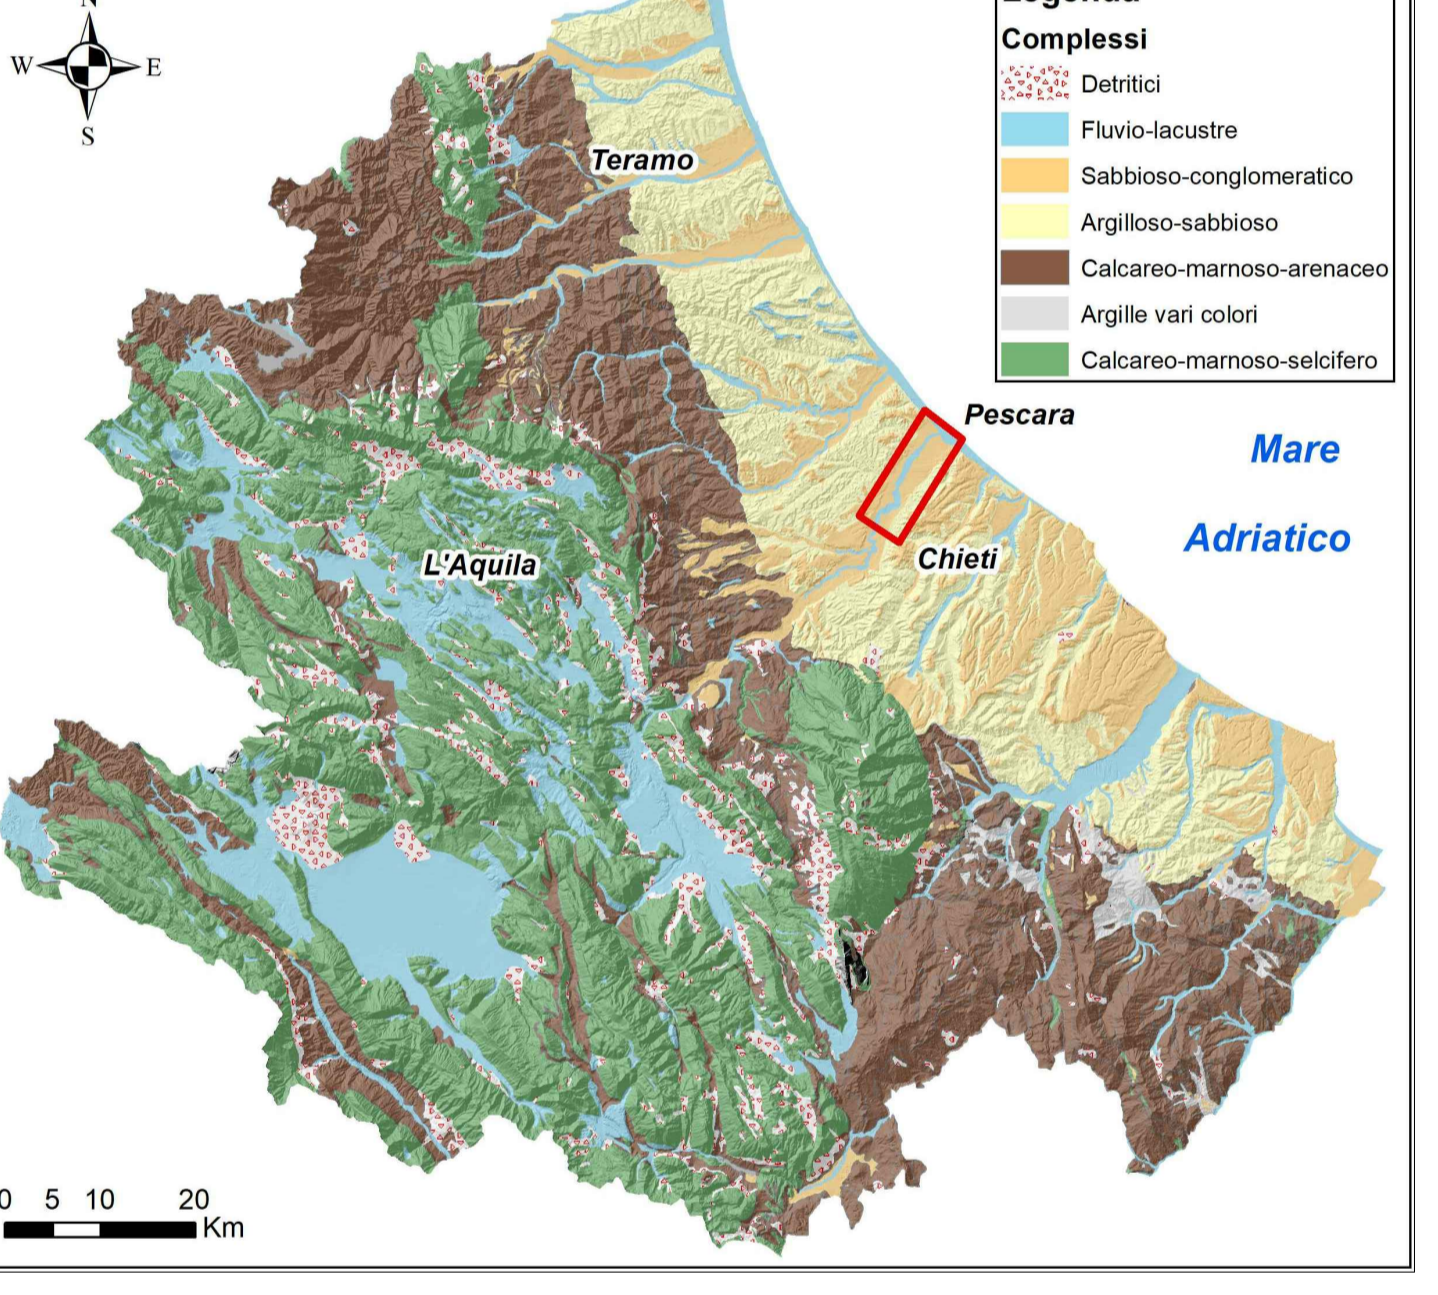 N
W E
S
Legenda
Complessi
Detritici
Fluvio-lacustre
Sabbioso-conglomeratico
Argilloso-sabbioso
Calcareo-marnoso-arenaceo
Argille vari colori
Calcareo-marnoso-selcifero
Teramo
Pescara
Mare
Adriatico
Chieti
L'Aquila
0 5 10 20
Km